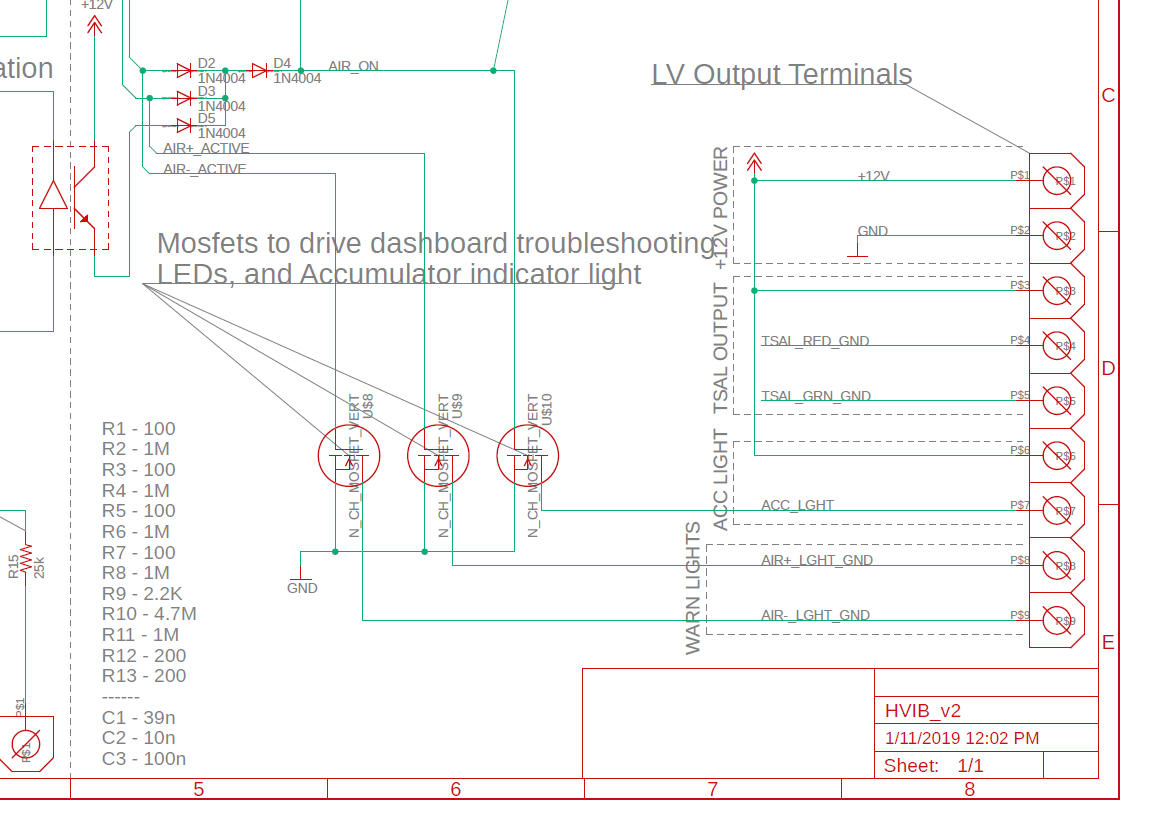 +12V
ation
D2
1N4004
D4
1N4004
AIR_ON
D3
1N4004
D5
1N4004
AIR+_ACTIVE
AIR-_ACTIVE
LV Output Terminals
C
Mosfets to drive dashboard troubleshooting
LEDs, and Accumulator indicator light
+12V POWER
+12V
P$1
P$1
GND
P$2
P$2
TSAL OUTPUT
P$3
P$3
TSAL_RED_GND
P$4
P$4
D
TSAL_GRN_GND
P$5
P$5
ACC LIGHT
P$6
P$6
ACC_LGHT
P$7
P$7
WARN LIGHTS
AIR+_LGHT_GND
P$8
P$8
AIR-_LGHT_GND
P$9
P$9
E
N_CH_MOSFET_VERT
U$8
N_CH_MOSFET_VERT
U$9
N_CH_MOSFET_VERT
U$10
GND
R1 - 100
R2 - 1M
R3 - 100
R4 - 1M
R5 - 100
R6 - 1M
R7 - 100
R8 - 1M
R9 - 2.2K
R10 - 4.7M
R11 - 1M
R12 - 200
R13 - 200
------
C1 - 39n
C2 - 10n
C3 - 100n
R15
25k
P$1
P$1
HVIB_v2
1/11/2019 12:02 PM
Sheet: 1/1
5
6
7
8